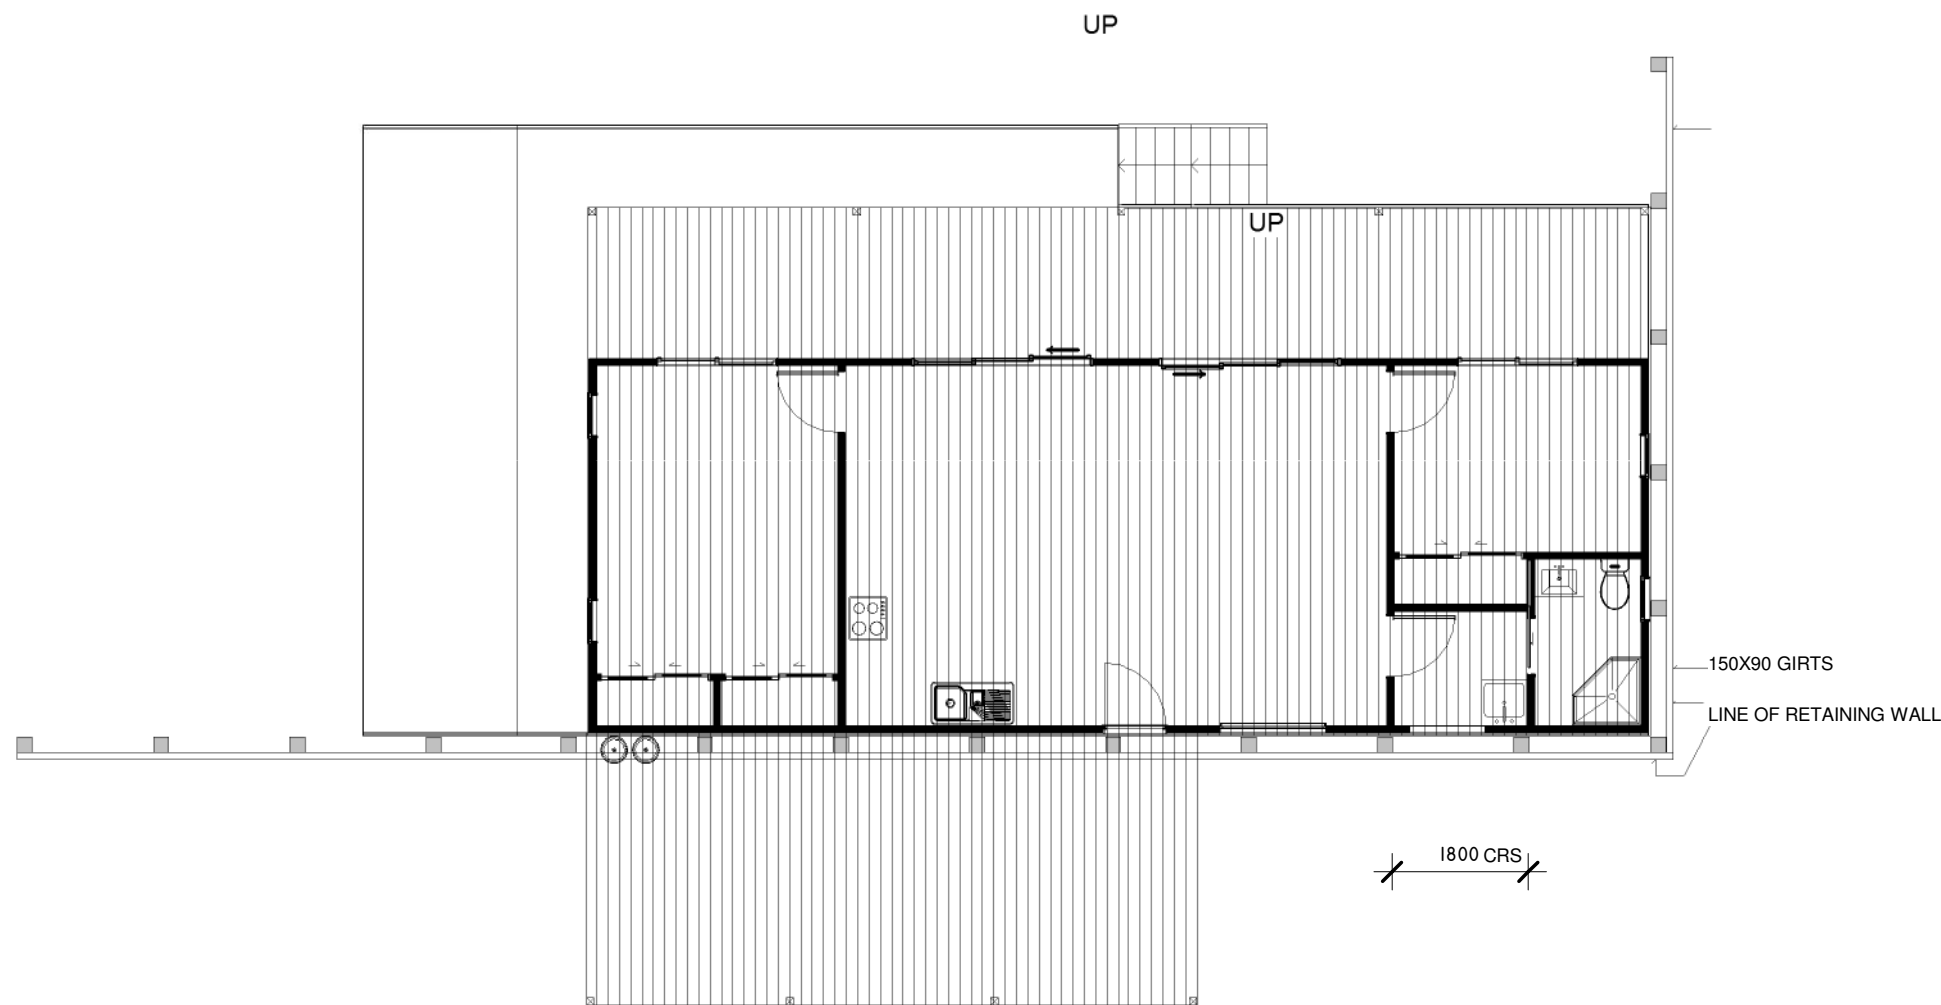 UP
UP
150X90 GIRTS
LINE OF RETAINING WALL
1800 CRS